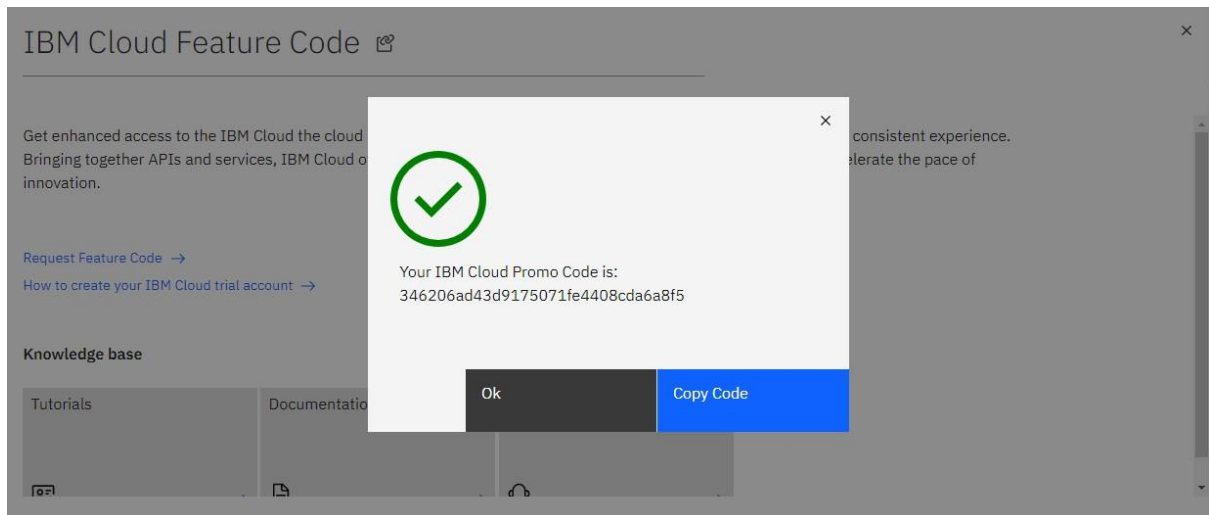 IBM Cloud Feature Code
Get enhanced access to the IBM Cloud the cloud
consistent experience.
Bringing together APIs and services, IBM Cloud
elerate the pace of
innovation.
Request Feature Code →
How to create your IBM Cloud trial account →
Your IBM Cloud Promo Code is:
346206ad43d9175071fe4408cda6a8f5
Knowledge base
Tutorials
Documentatio
Ok
Copy Code